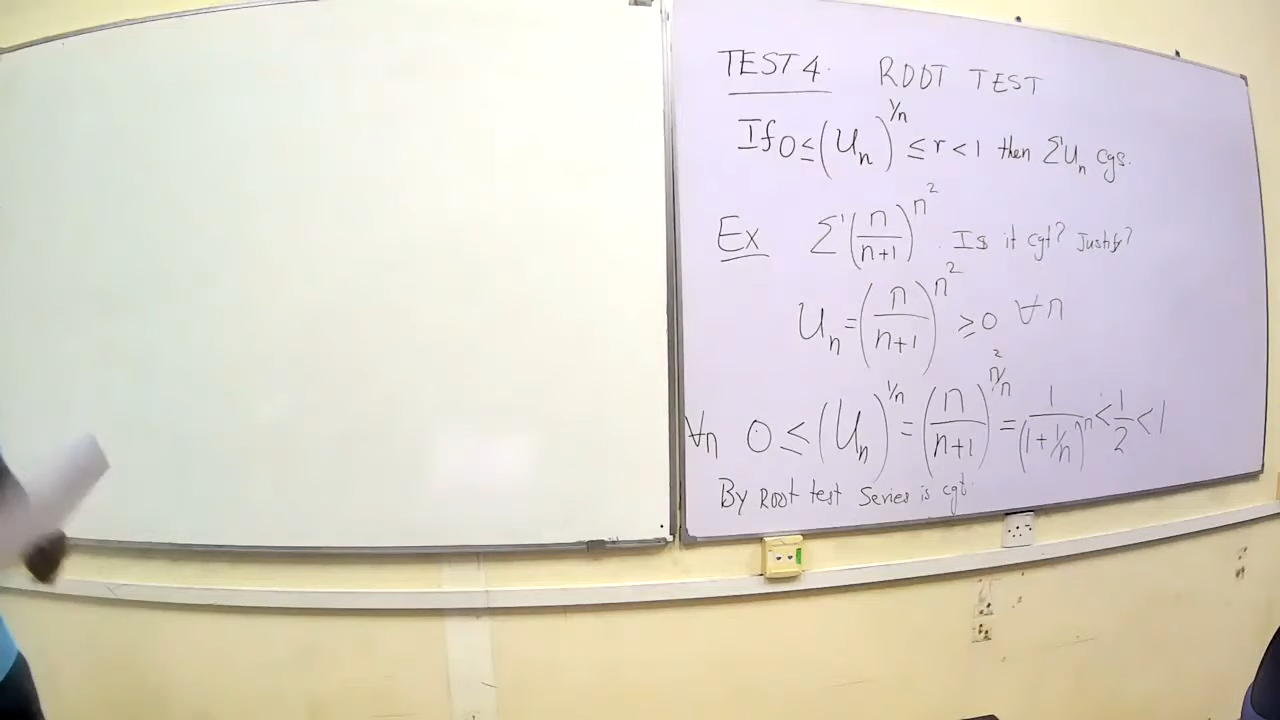 TEST 4. ROOT TEST
If 0 ≤ (Uₙ)^(1/n) ≤ r < 1 then ΣUₙ cgs.
Ex Σ(n/(n+1))^(n²). Is it cgt? Justify?
Uₙ = (n/(n+1))^(n²) ≥ 0 ∀n
∀n 0 ≤ (Uₙ)^(1/n) = (n/(n+1))^(n²/n) = 1/(1+1/n)^n < 1/2 < 1
By ROOT test Series is cgt.